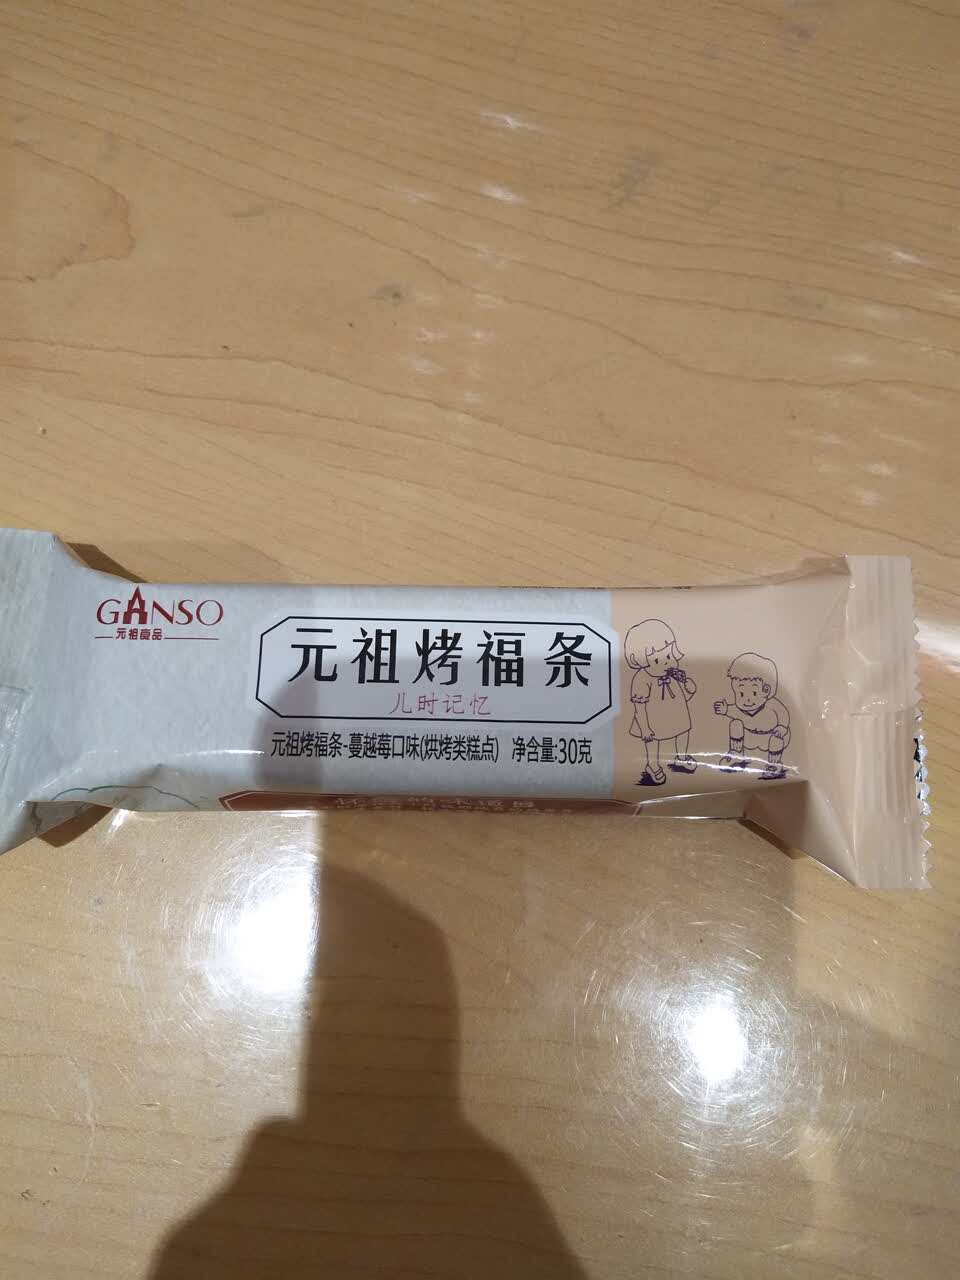 GANSO
元祖食品
元祖烤福条
儿时记忆
元祖烤福条-蔓越莓口味(烘烤类糕点) 净含量:30克